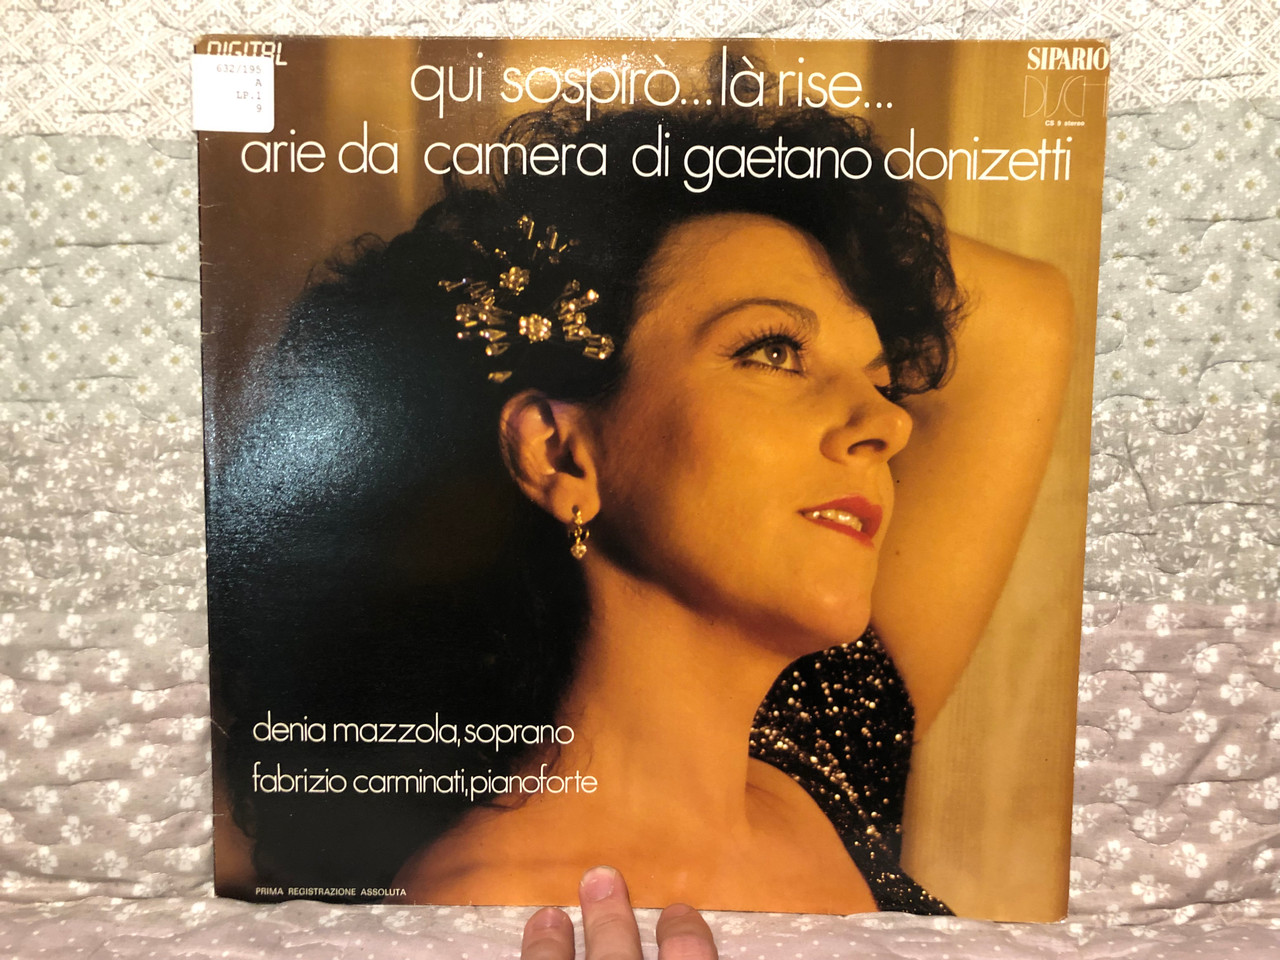 DIGITAL
632/195
A
LP.1
9
qui sospirò...là rise...
arie da camera di gaetano donizetti
SIPARIO
DISCHI
CS 9 stereo
denia mazzola, soprano
fabrizio carminati, pianoforte
PRIMA REGISTRAZIONE ASSOLUTA